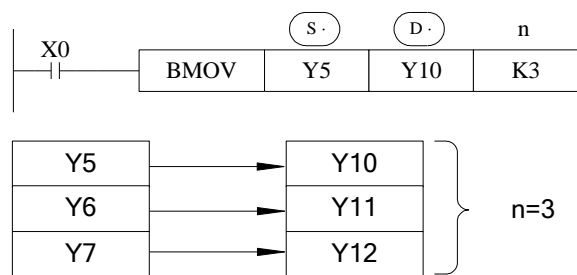 S · D · n
X0
BMOV Y5 Y10 K3
Y5 Y10
Y6 Y11 n=3
Y7 Y12